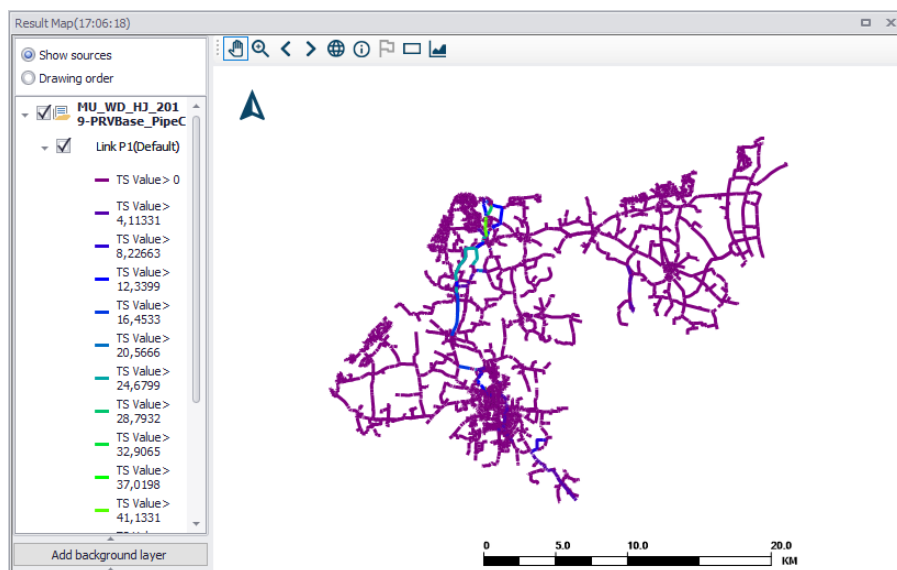 Result Map(17:06:18)
Show sources
Drawing order
MU_WD_HJ_201
9-PRVBase_PipeC
Link P1(Default)
TS Value> 0
TS Value>
4,11331
TS Value>
8,22663
TS Value>
12,3399
TS Value>
16,4533
TS Value>
20,5666
TS Value>
24,6799
TS Value>
28,7932
TS Value>
32,9065
TS Value>
37,0198
TS Value>
41,1331
Add background layer
0 5.0 10.0 20.0
KM